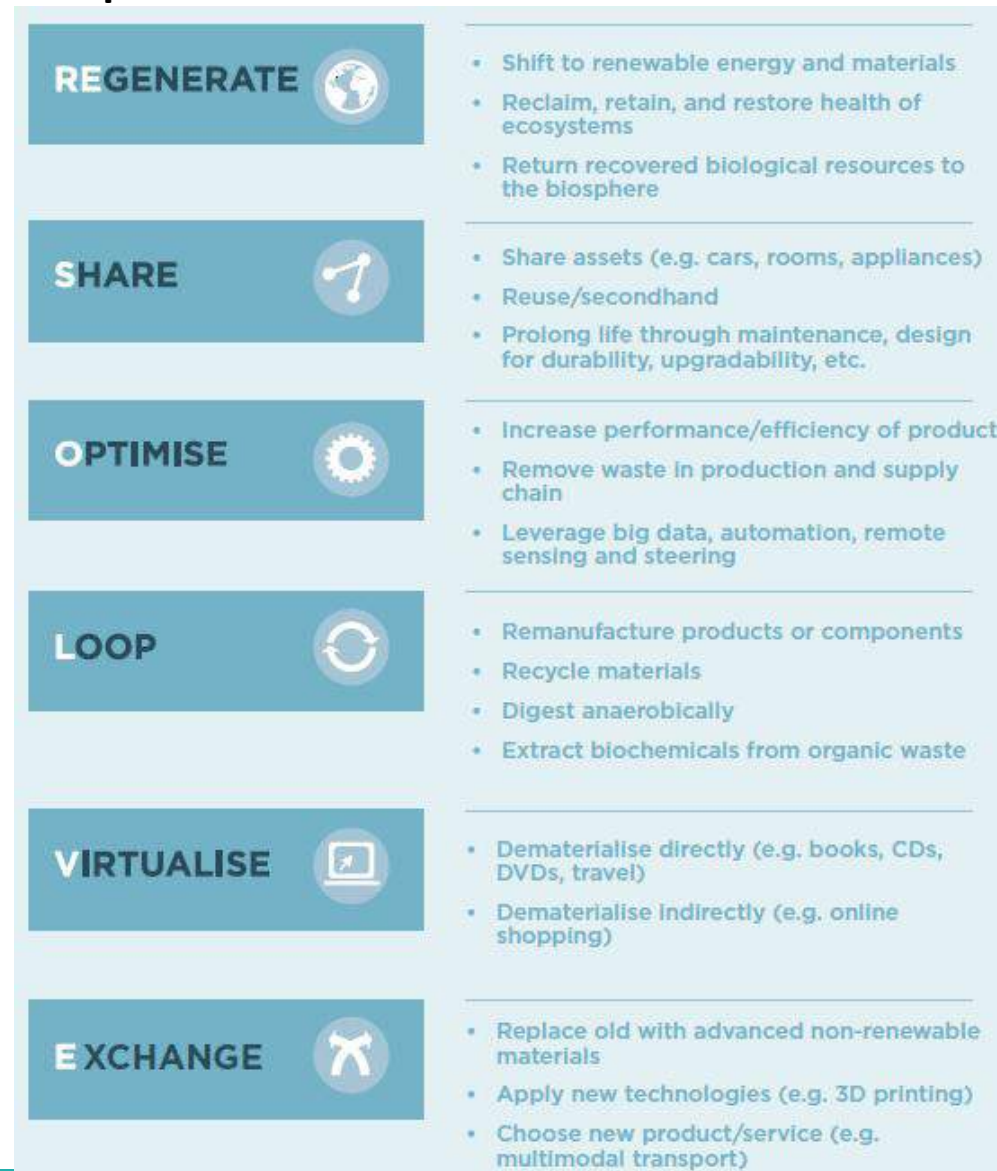 REGENERATE
• Shift to renewable energy and materials
• Reclaim, retain, and restore health of
ecosystems
• Return recovered biological resources to
the biosphere
SHARE
• Share assets (e.g. cars, rooms, appliances)
• Reuse/secondhand
• Prolong life through maintenance, design
for durability, upgradability, etc.
OPTIMISE
• Increase performance/efficiency of product
• Remove waste in production and supply
chain
• Leverage big data, automation, remote
sensing and steering
LOOP
• Remanufacture products or components
• Recycle materials
• Digest anaerobically
• Extract biochemicals from organic waste
VIRTUALISE
• Dematerialise directly (e.g. books, CDs,
DVDs, travel)
• Dematerialise indirectly (e.g. online
shopping)
EXCHANGE
• Replace old with advanced non-renewable
materials
• Apply new technologies (e.g. 3D printing)
• Choose new product/service (e.g.
multimodal transport)